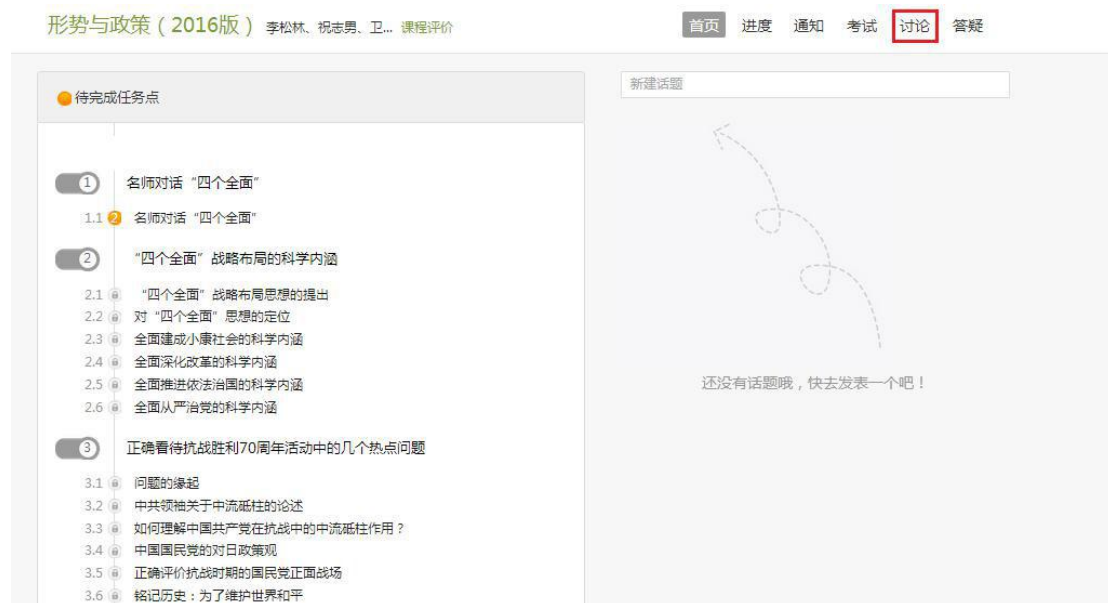 形势与政策（2016版） 李松林、祝志男、卫... 课程评价 首页 进度 通知 考试 讨论 答疑
待完成任务点
1 名师对话“四个全面”
1.1 2 名师对话“四个全面”
2 “四个全面”战略布局的科学内涵
2.1 “四个全面”战略布局思想的提出
2.2 对“四个全面”思想的定位
2.3 全面建成小康社会的科学内涵
2.4 全面深化改革的科学内涵
2.5 全面推进依法治国的科学内涵
2.6 全面从严治党的科学内涵
3 正确看待抗战胜利70周年活动中的几个热点问题
3.1 问题的缘起
3.2 中共领袖关于中流砥柱的论述
3.3 如何理解中国共产党在抗战中的中流砥柱作用？
3.4 中国国民党的对日政策观
3.5 正确评价抗战时期的国民党正面战场
3.6 铭记历史：为了维护世界和平
新建话题
还没有话题哦，快去发表一个吧！